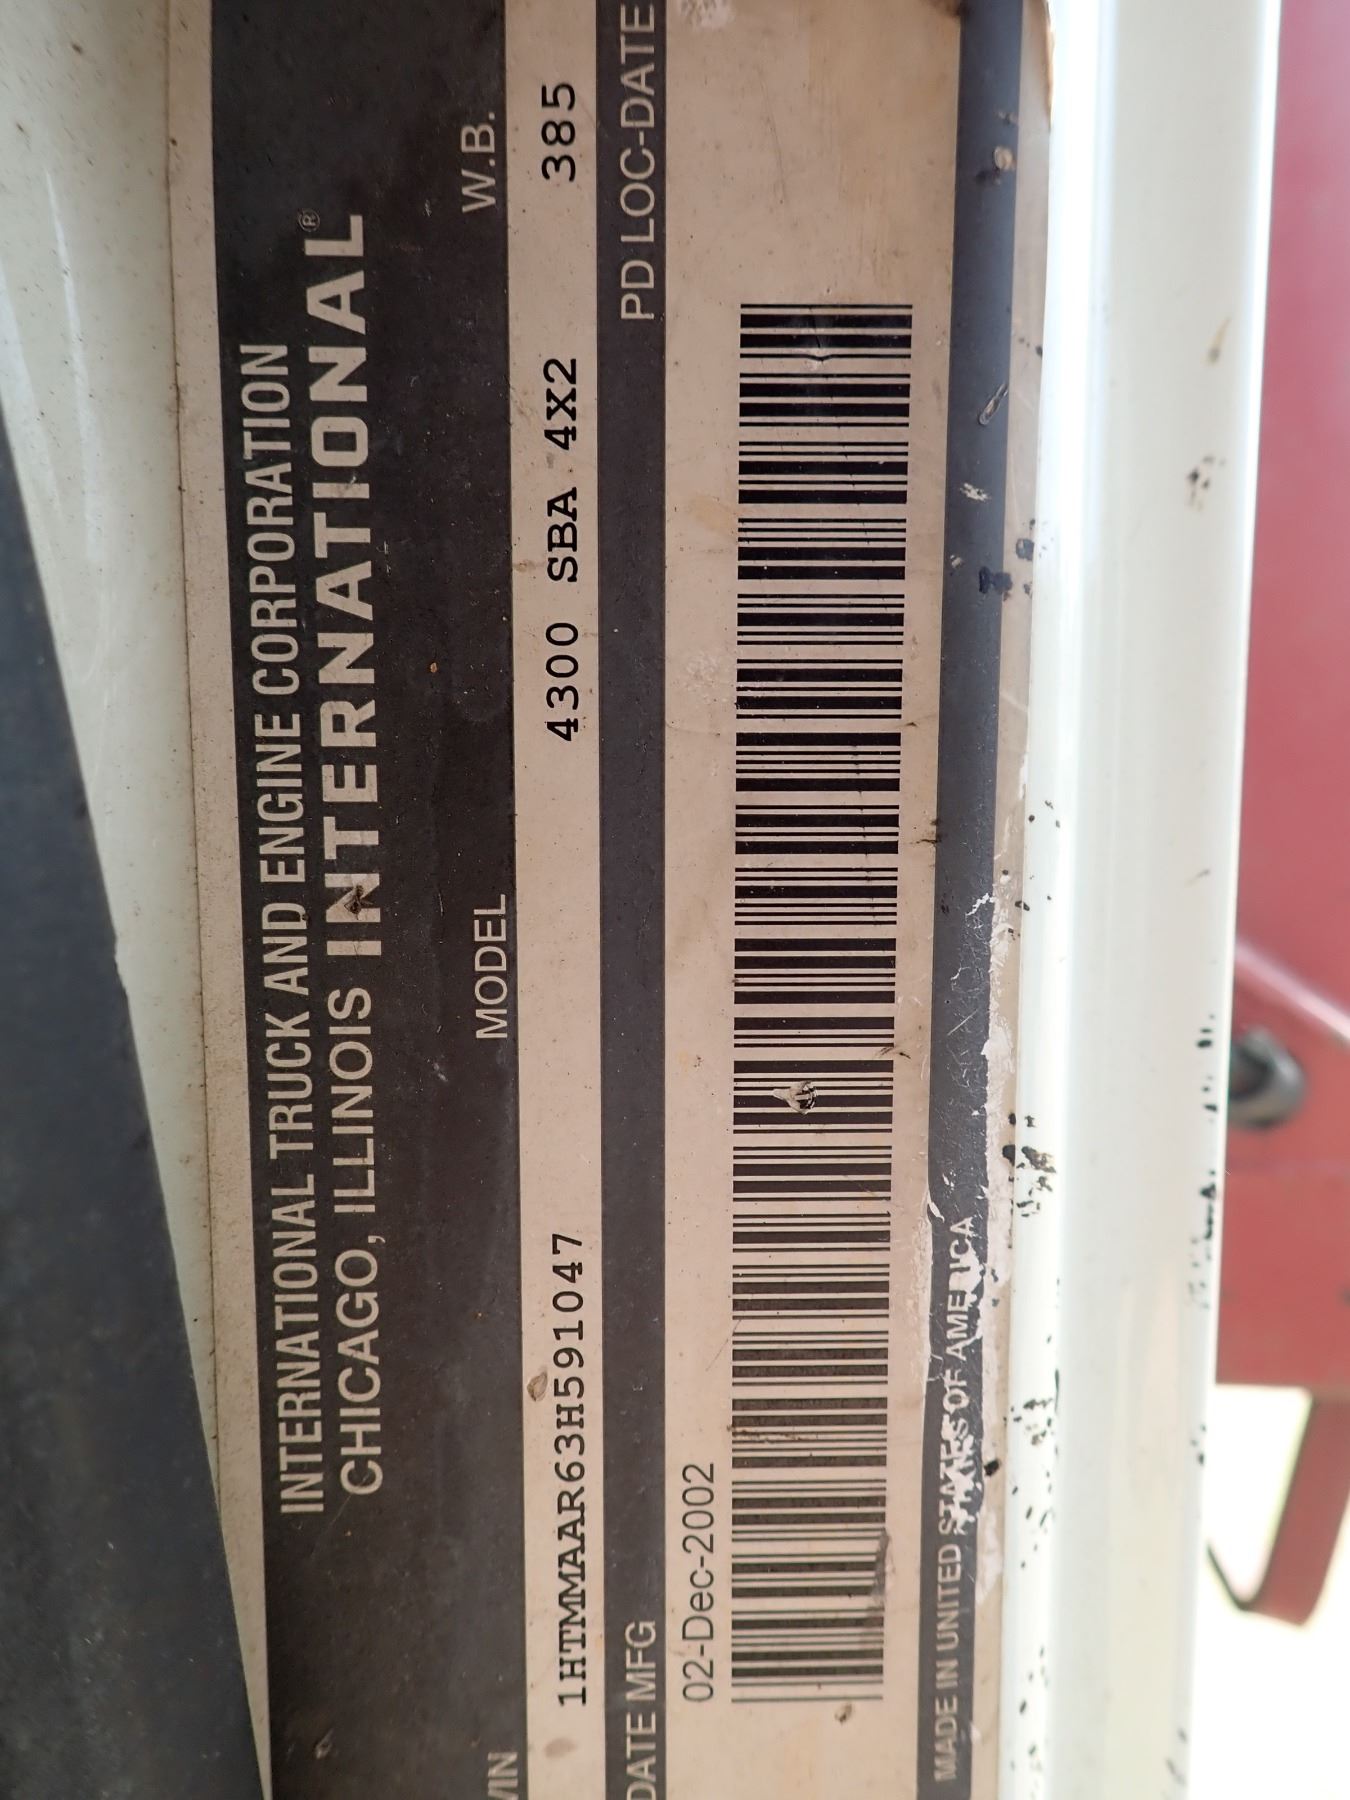 INTERNATIONAL TRUCK AND ENGINE CORPORATION
CHICAGO, ILLINOIS INTERNATIONAL®
VIN MODEL W.B.
1HTMMAAR63H591047 4300 SBA 4X2 385
DATE MFG PD LOC-DATE
02-Dec-2002
MADE IN UNITED STATES OF AMERICA